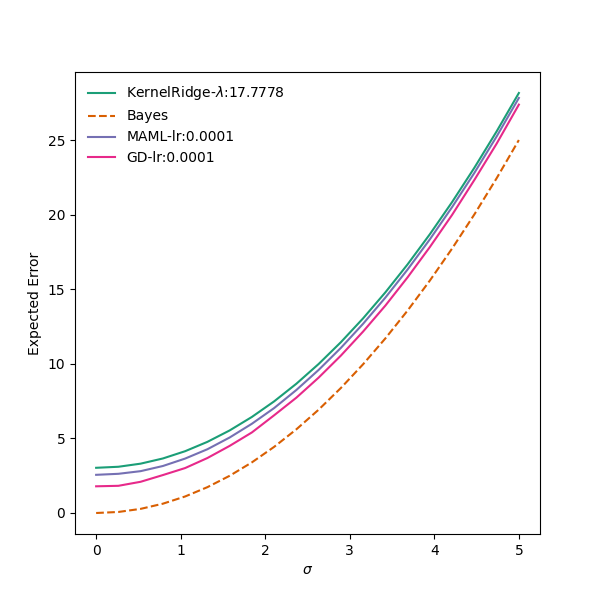 KernelRidge-λ:17.7778
Bayes
MAML-lr:0.0001
GD-lr:0.0001
Expected Error
25
20
15
10
5
0
0 1 2 3 4 5
σ